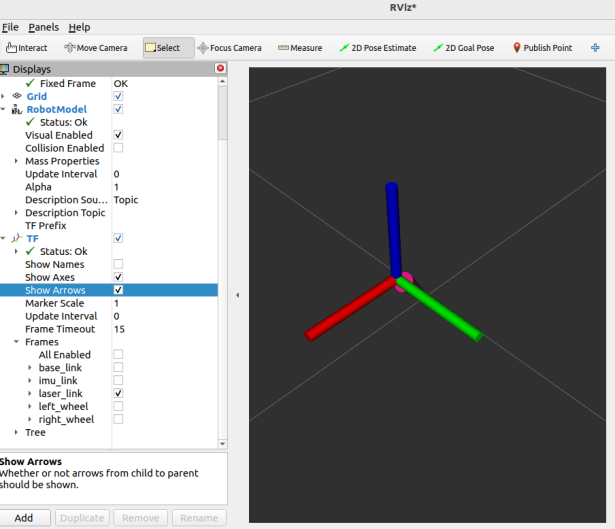 RViz*
File Panels Help
Interact Move Camera Select Focus Camera Measure 2D Pose Estimate 2D Goal Pose Publish Point
Displays
Fixed Frame OK
Grid
RobotModel
Status: Ok
Visual Enabled
Collision Enabled
Mass Properties
Update Interval 0
Alpha 1
Description Sou... Topic
Description Topic
TF Prefix
TF
Status: Ok
Show Names
Show Axes
Show Arrows
Marker Scale 1
Update Interval 0
Frame Timeout 15
Frames
All Enabled
base_link
imu_link
laser_link
left_wheel
right_wheel
Tree
Show Arrows
Whether or not arrows from child to parent
should be shown.
Add Duplicate Remove Rename